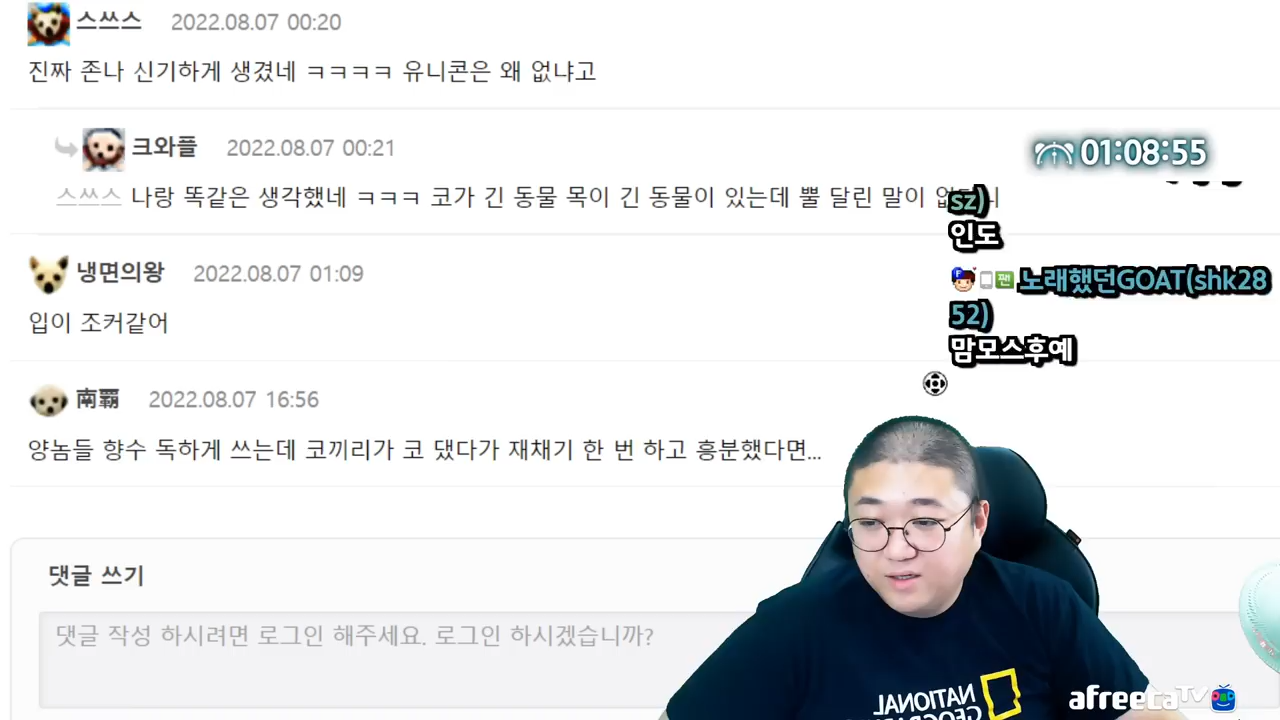 스쓰스 2022.08.07 00:20
진짜 존나 신기하게 생겼네 ㅋㅋㅋㅋ 유니콘은 왜 없냐고
크와플 2022.08.07 00:21
스쓰스 나랑 똑같은 생각했네 ㅋㅋㅋ 코가 긴 동물 목이 긴 동물이 있는데 뿔 달린 말이
냉면의왕 2022.08.07 01:09
입이 조커같어
南覇 2022.08.07 16:56
양놈들 향수 독하게 쓰는데 코끼리가 코 댔다가 재채기 한 번 하고 흥분했다면...
댓글 쓰기
댓글 작성 하시려면 로그인 해주세요. 로그인 하시겠습니까?
01:08:55
sz)
인도
F 팬 노래했던GOAT(shk28
52)
맘모스후예
NATIONAL
afreecaTV